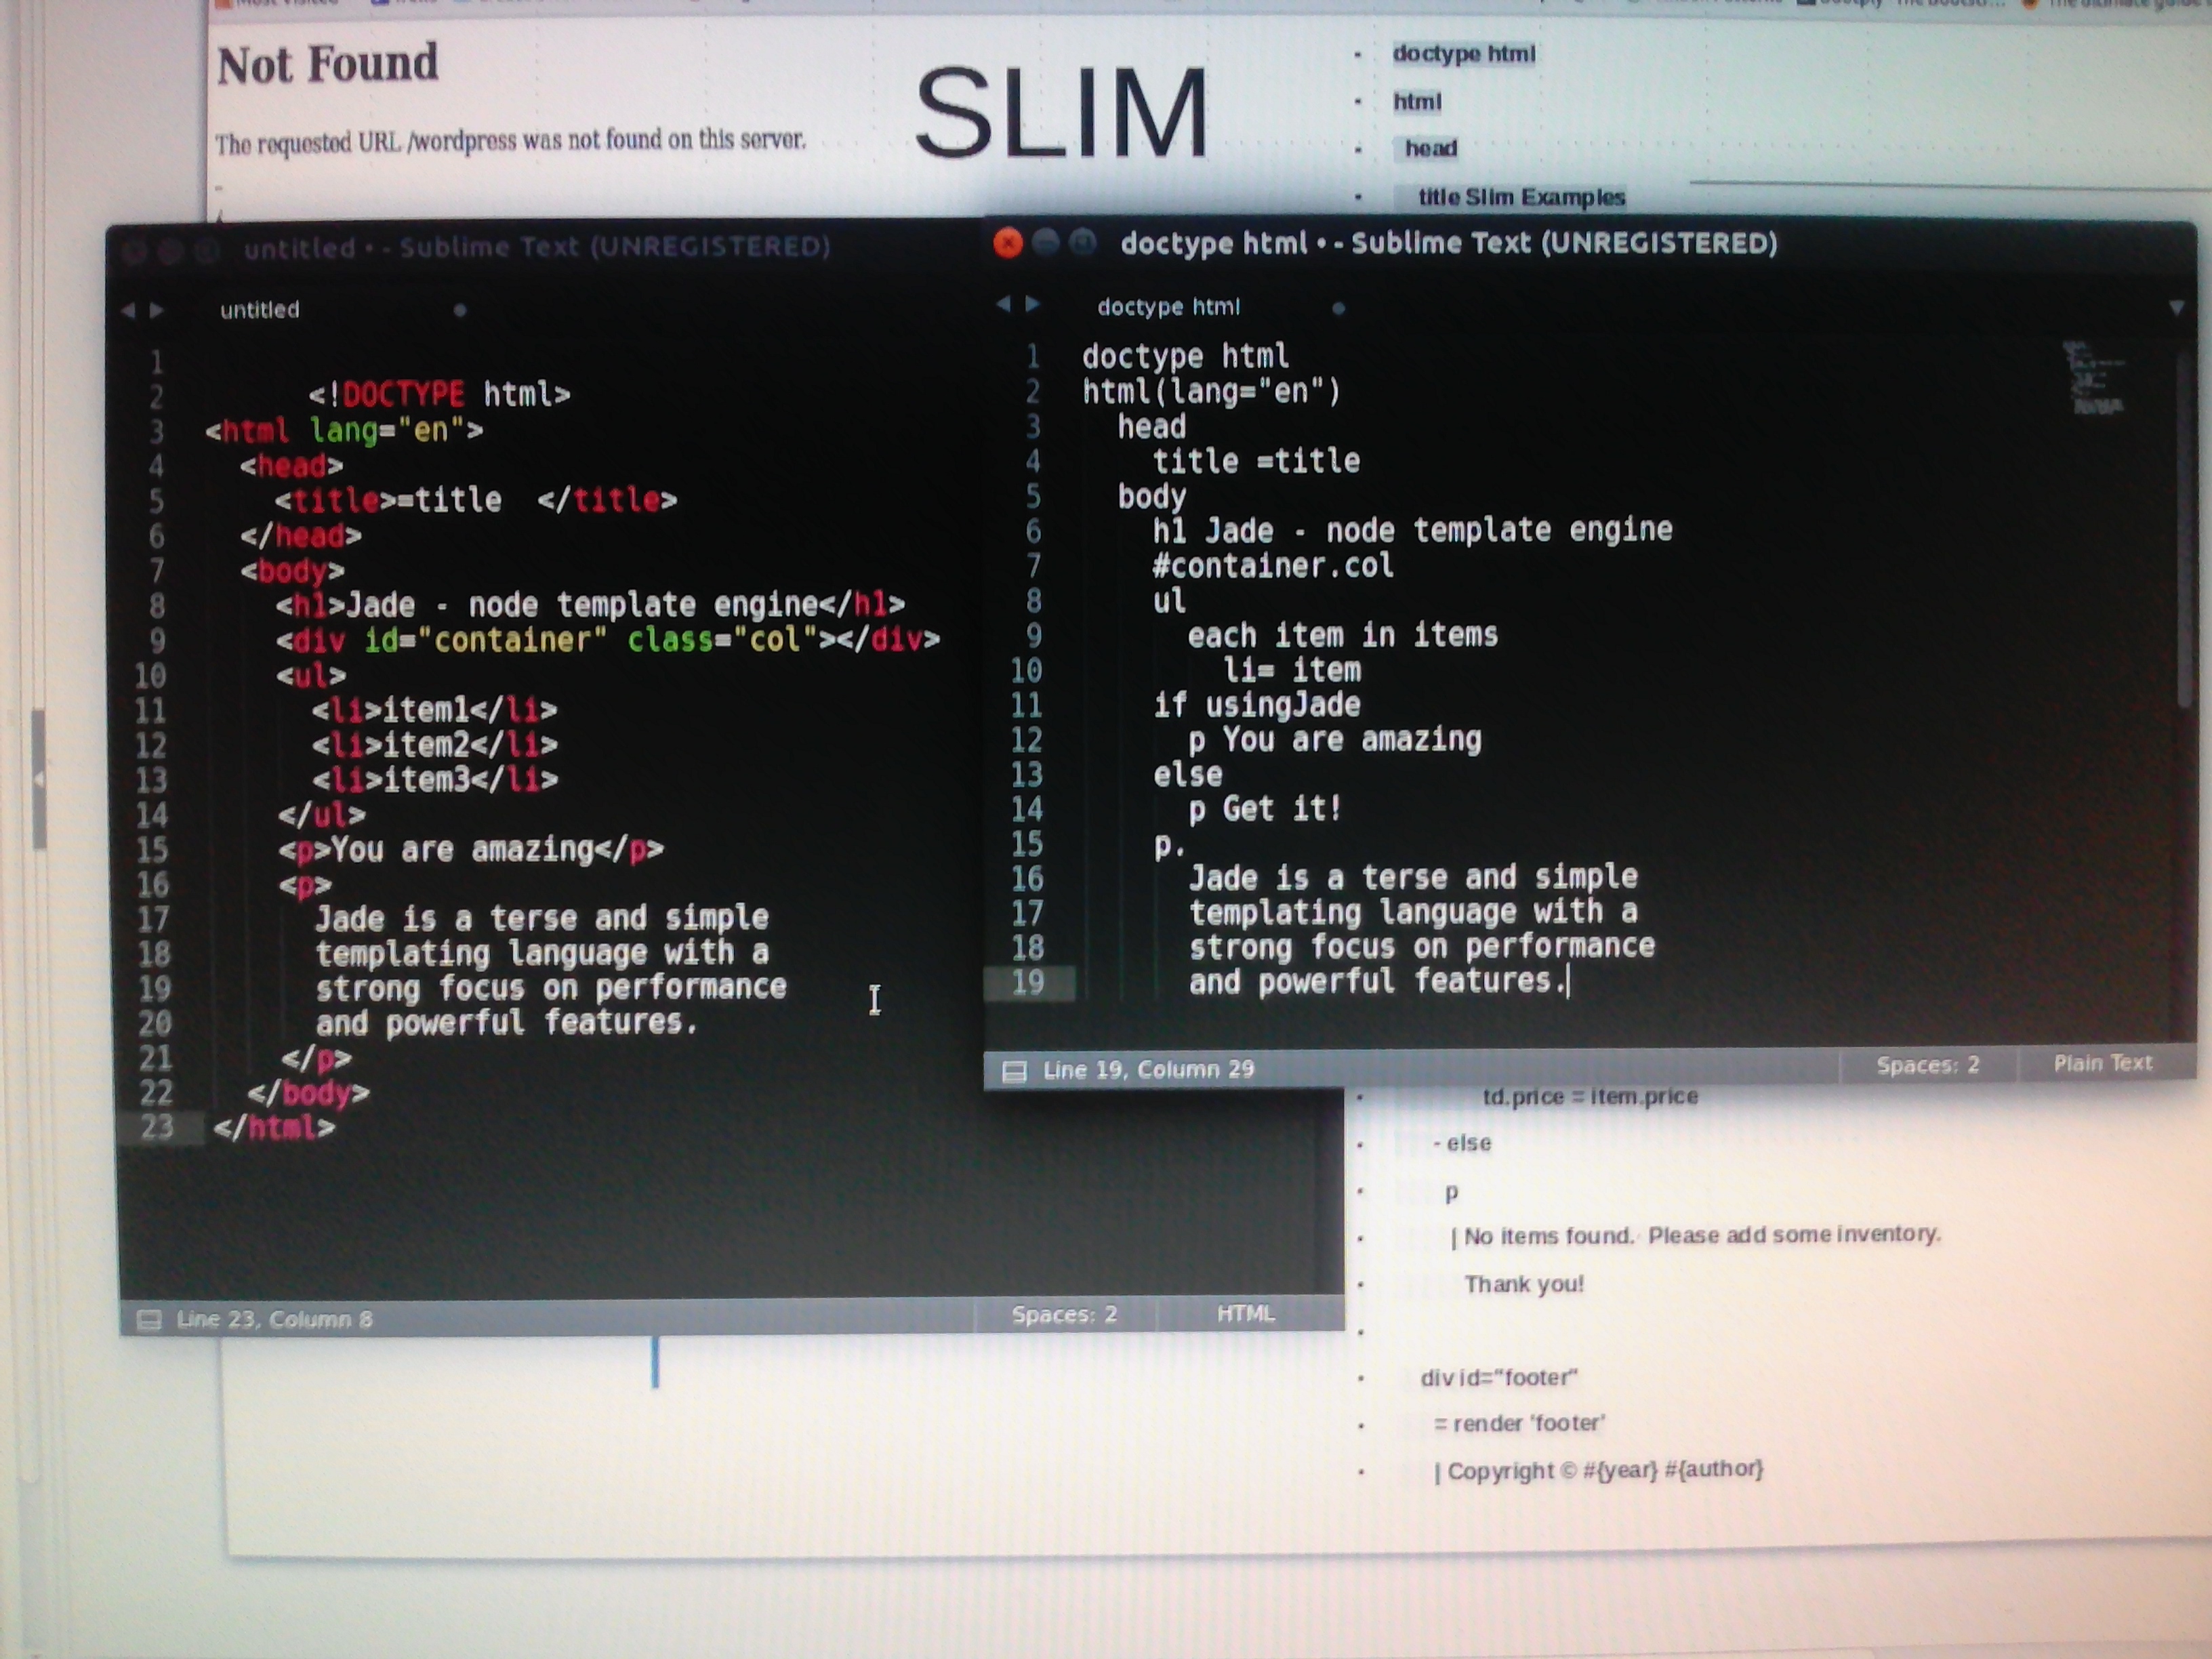 Not Found
The requested URL /wordpress was not found on this server.
SLIM
doctype html
html
head
title Slim Examples
untitled • - Sublime Text (UNREGISTERED)
untitled
1
2 <!DOCTYPE html>
3 <html lang="en">
4 <head>
5 <title>=title </title>
6 </head>
7 <body>
8 <h1>Jade - node template engine</h1>
9 <div id="container" class="col"></div>
10 <ul>
11 <li>item1</li>
12 <li>item2</li>
13 <li>item3</li>
14 </ul>
15 <p>You are amazing</p>
16 <p>
17 Jade is a terse and simple
18 templating language with a
19 strong focus on performance
20 and powerful features.
21 </p>
22 </body>
23 </html>
Line 23, Column 8
Spaces: 2
HTML
doctype html • - Sublime Text (UNREGISTERED)
doctype html
1 doctype html
2 html(lang="en")
3 head
4 title =title
5 body
6 h1 Jade - node template engine
7 #container.col
8 ul
9 each item in items
10 li= item
11 if usingJade
12 p You are amazing
13 else
14 p Get it!
15 p.
16 Jade is a terse and simple
17 templating language with a
18 strong focus on performance
19 and powerful features.
Line 19, Column 29
Spaces: 2
Plain Text
td.price = item.price
- else
p
| No items found. Please add some inventory.
Thank you!
div id="footer"
= render 'footer'
| Copyright © #{year} #{author}